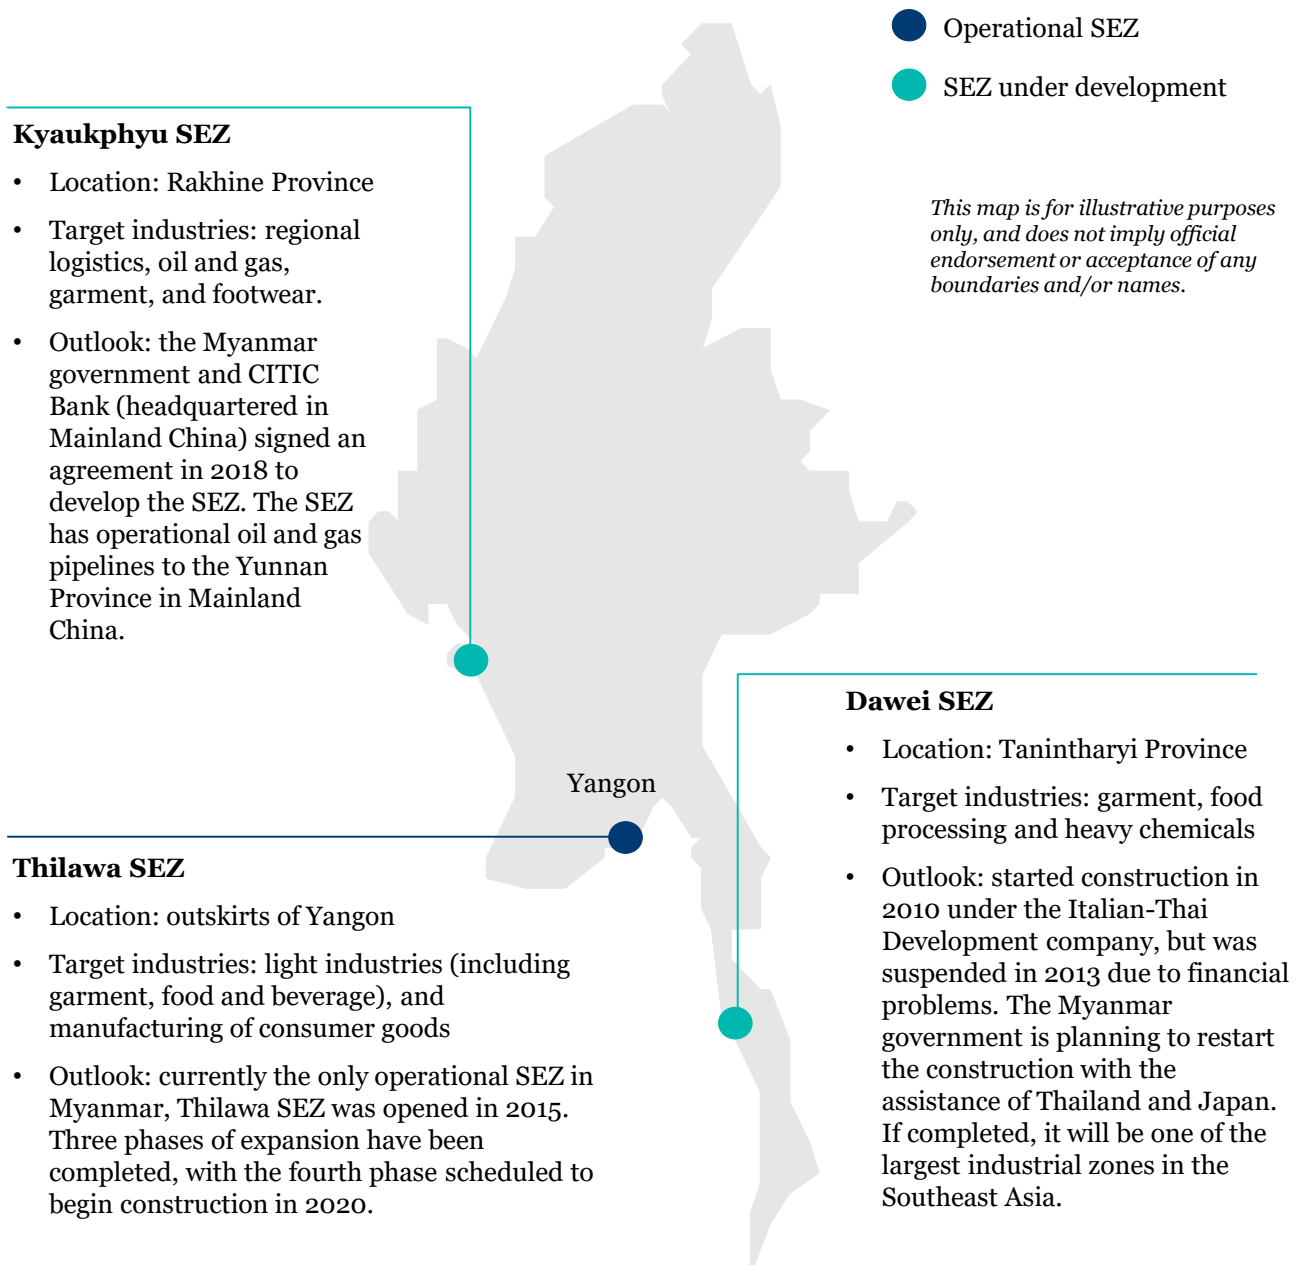 Operational SEZ
SEZ under development
This map is for illustrative purposes
only, and does not imply official
endorsement or acceptance of any
boundaries and/or names.
Kyaukphyu SEZ
• Location: Rakhine Province
• Target industries: regional
logistics, oil and gas,
garment, and footwear.
• Outlook: the Myanmar
government and CITIC
Bank (headquartered in
Mainland China) signed an
agreement in 2018 to
develop the SEZ. The SEZ
has operational oil and gas
pipelines to the Yunnan
Province in Mainland
China.
Yangon
Thilawa SEZ
• Location: outskirts of Yangon
• Target industries: light industries (including
garment, food and beverage), and
manufacturing of consumer goods
• Outlook: currently the only operational SEZ in
Myanmar, Thilawa SEZ was opened in 2015.
Three phases of expansion have been
completed, with the fourth phase scheduled to
begin construction in 2020.
Dawei SEZ
• Location: Tanintharyi Province
• Target industries: garment, food
processing and heavy chemicals
• Outlook: started construction in
2010 under the Italian-Thai
Development company, but was
suspended in 2013 due to financial
problems. The Myanmar
government is planning to restart
the construction with the
assistance of Thailand and Japan.
If completed, it will be one of the
largest industrial zones in the
Southeast Asia.